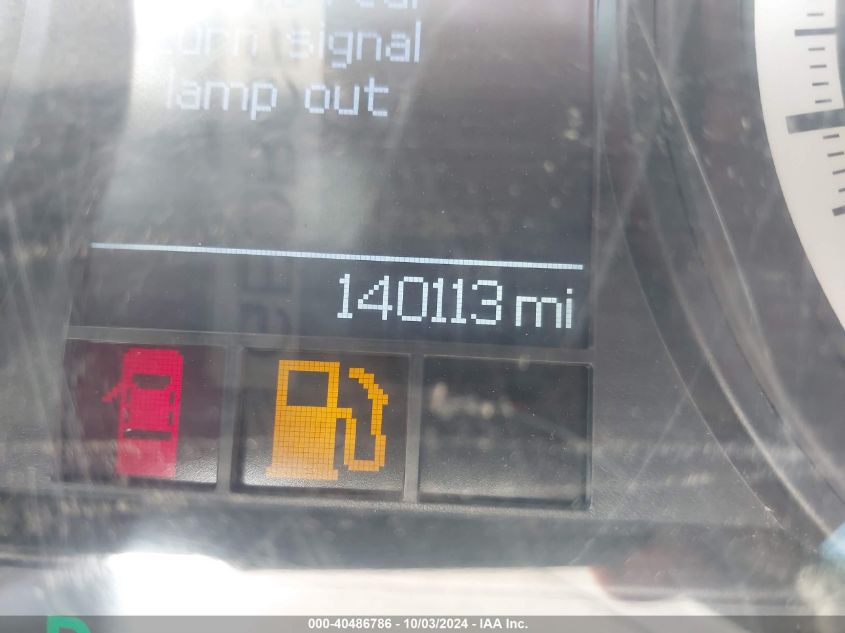 turn signal
lamp out
140113 mi
000-40486786 - 10/03/2024 - IAA Inc.